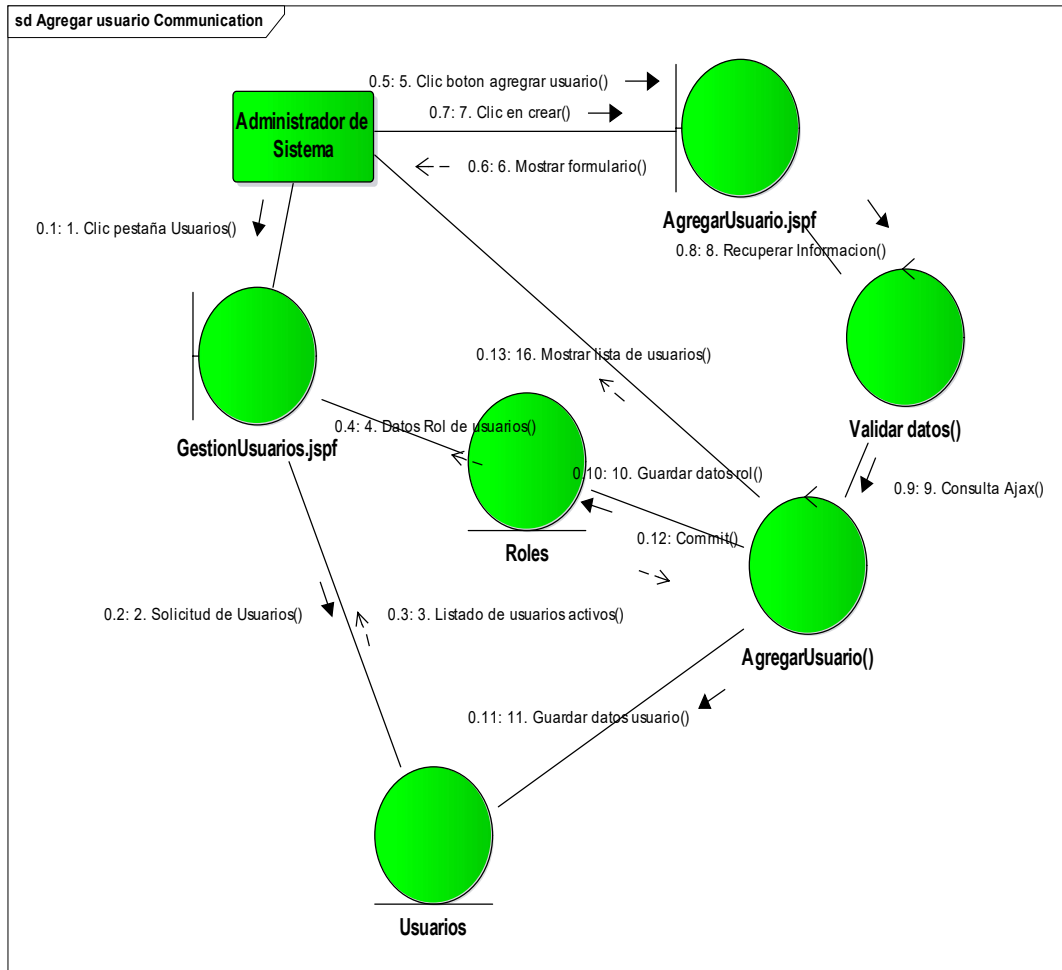 sd Agregar usuario Communication
0.5: 5. Clic boton agregrar usuario()
Administrador de
Sistema
0.7: 7. Clic en crear()
0.6: 6. Mostrar formulario()
AgregarUsuario.jspf
0.1: 1. Clic pestaña Usuarios()
0.8: 8. Recuperar Informacion()
0.13: 16. Mostrar lista de usuarios()
GestionUsuarios.jspf
0.4: 4. Datos Rol de usuarios()
Validar datos()
0.10: 10. Guardar datos rol()
0.9: 9. Consulta Ajax()
Roles
0.12: Commit()
0.2: 2. Solicitud de Usuarios()
0.3: 3. Listado de usuarios activos()
AgregarUsuario()
0.11: 11. Guardar datos usuario()
Usuarios